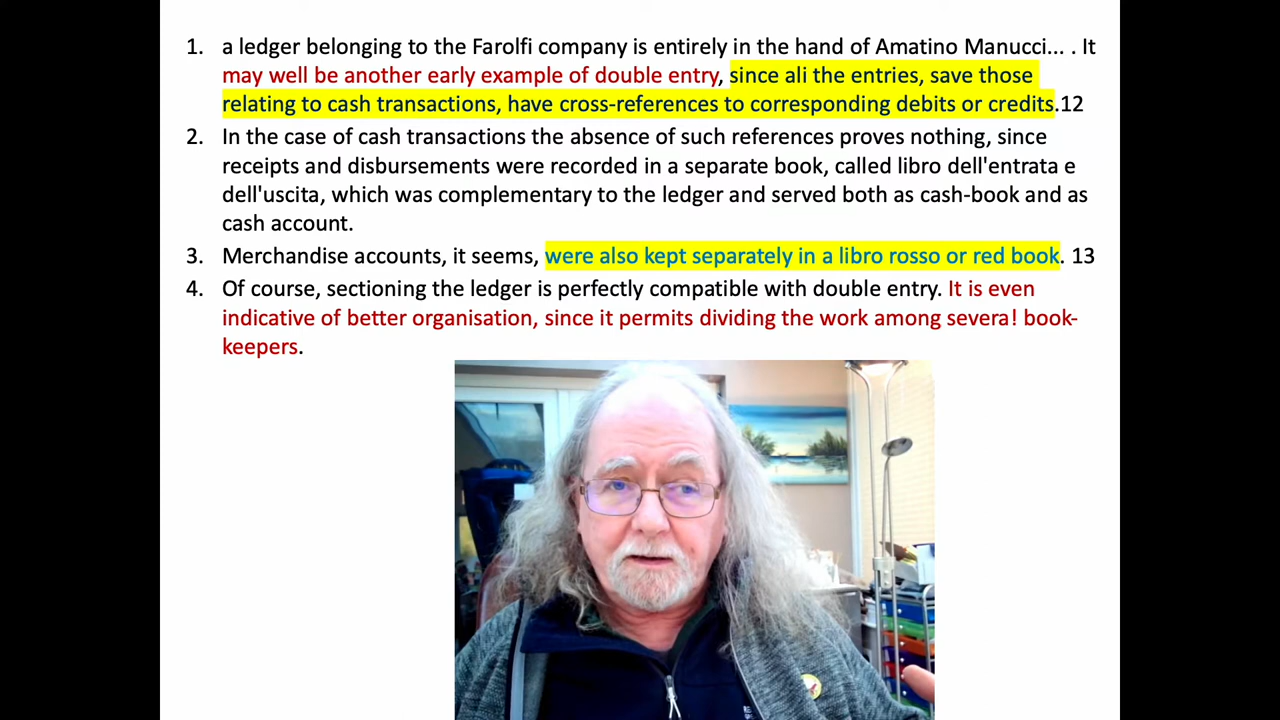 1. a ledger belonging to the Farolfi company is entirely in the hand of Amatino Manucci... . It
may well be another early example of double entry, since ali the entries, save those
relating to cash transactions, have cross-references to corresponding debits or credits.12
2. In the case of cash transactions the absence of such references proves nothing, since
receipts and disbursements were recorded in a separate book, called libro dell'entrata e
dell'uscita, which was complementary to the ledger and served both as cash-book and as
cash account.
3. Merchandise accounts, it seems, were also kept separately in a libro rosso or red book. 13
4. Of course, sectioning the ledger is perfectly compatible with double entry. It is even
indicative of better organisation, since it permits dividing the work among severa! book-
keepers.